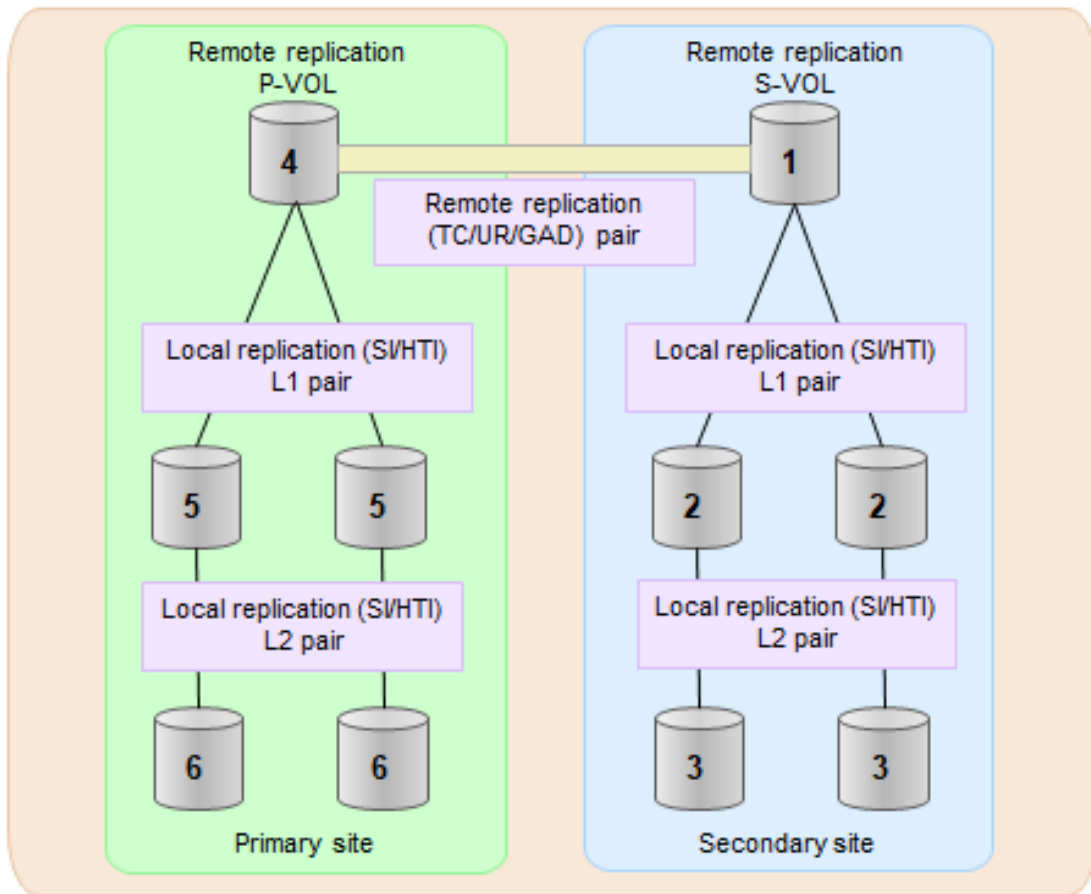 Remote replication
P-VOL
Remote replication
S-VOL
4
1
Remote replication
(TC/UR/GAD) pair
Local replication (SI/HTI)
L1 pair
Local replication (SI/HTI)
L1 pair
5
5
2
2
Local replication (SI/HTI)
L2 pair
Local replication (SI/HTI)
L2 pair
6
6
3
3
Primary site
Secondary site